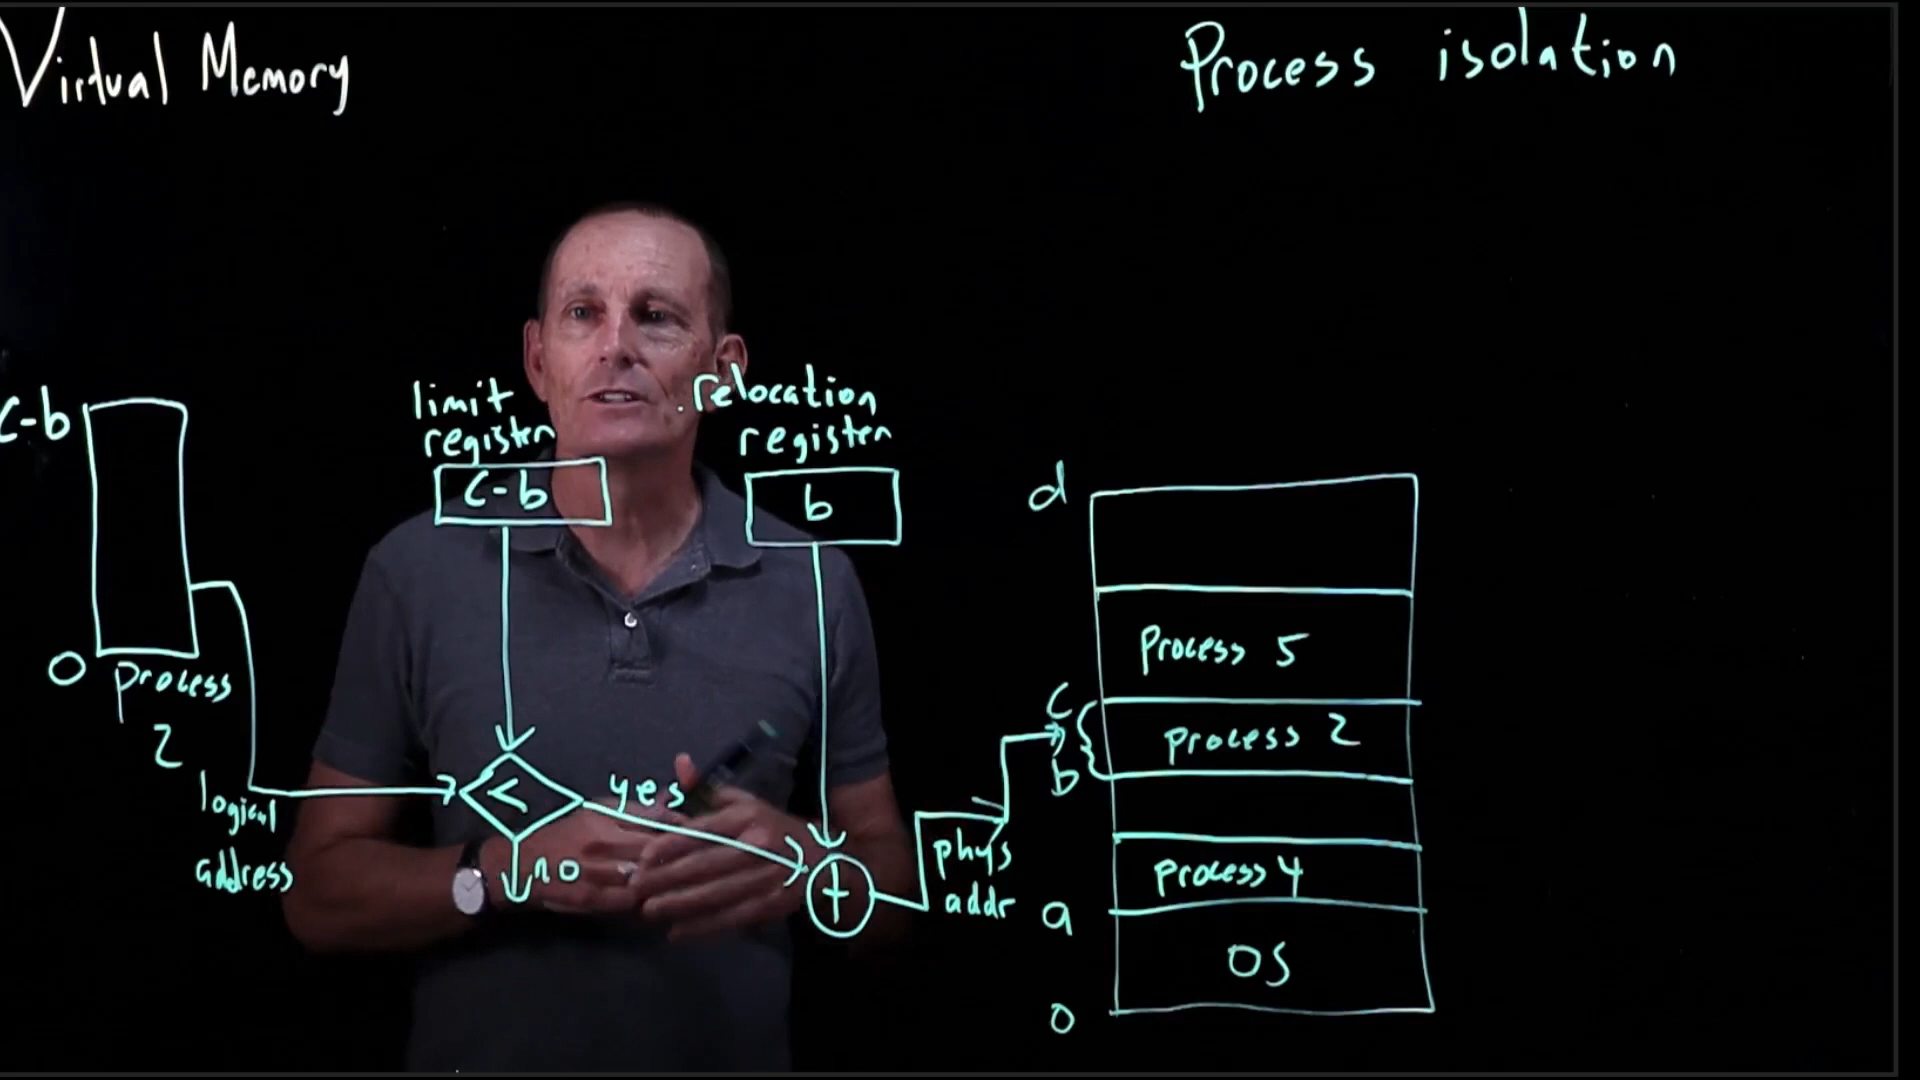 Virtual Memory
Process isolation
c-b
0
process
2
logical
address
limit
register
c-b
relocation
register
b
<
yes
no
+
phys
addr
d
c
b
a
0
Process 5
process 2
process 4
OS